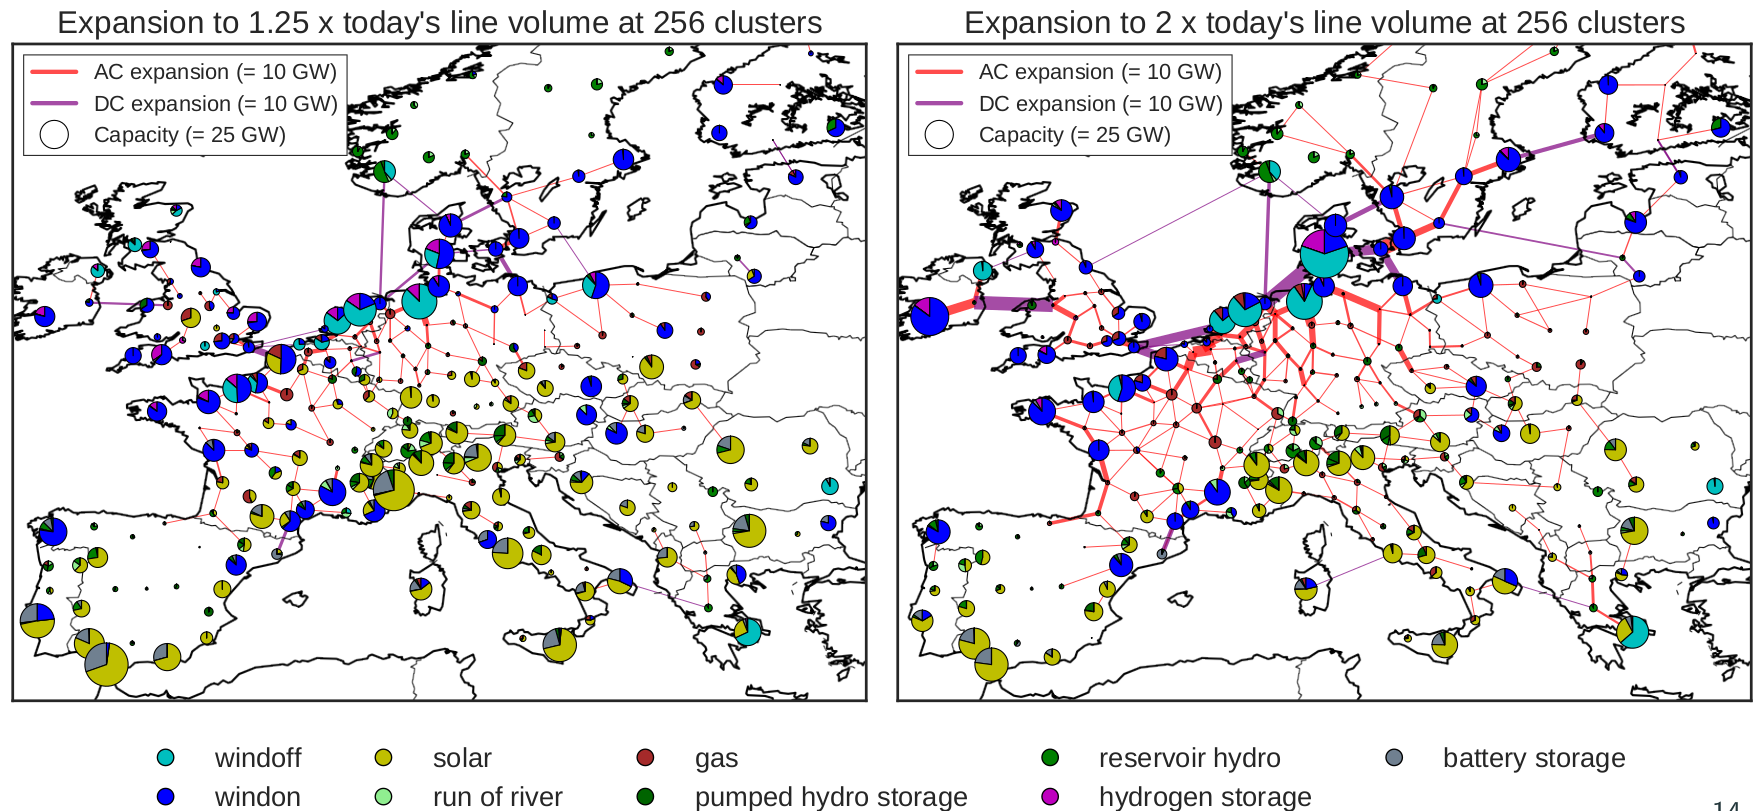 Expansion to 1.25 x today's line volume at 256 clusters
AC expansion (= 10 GW)
DC expansion (= 10 GW)
Capacity (= 25 GW)
Expansion to 2 x today's line volume at 256 clusters
AC expansion (= 10 GW)
DC expansion (= 10 GW)
Capacity (= 25 GW)
windoff
solar
gas
reservoir hydro
battery storage
windon
run of river
pumped hydro storage
hydrogen storage
14